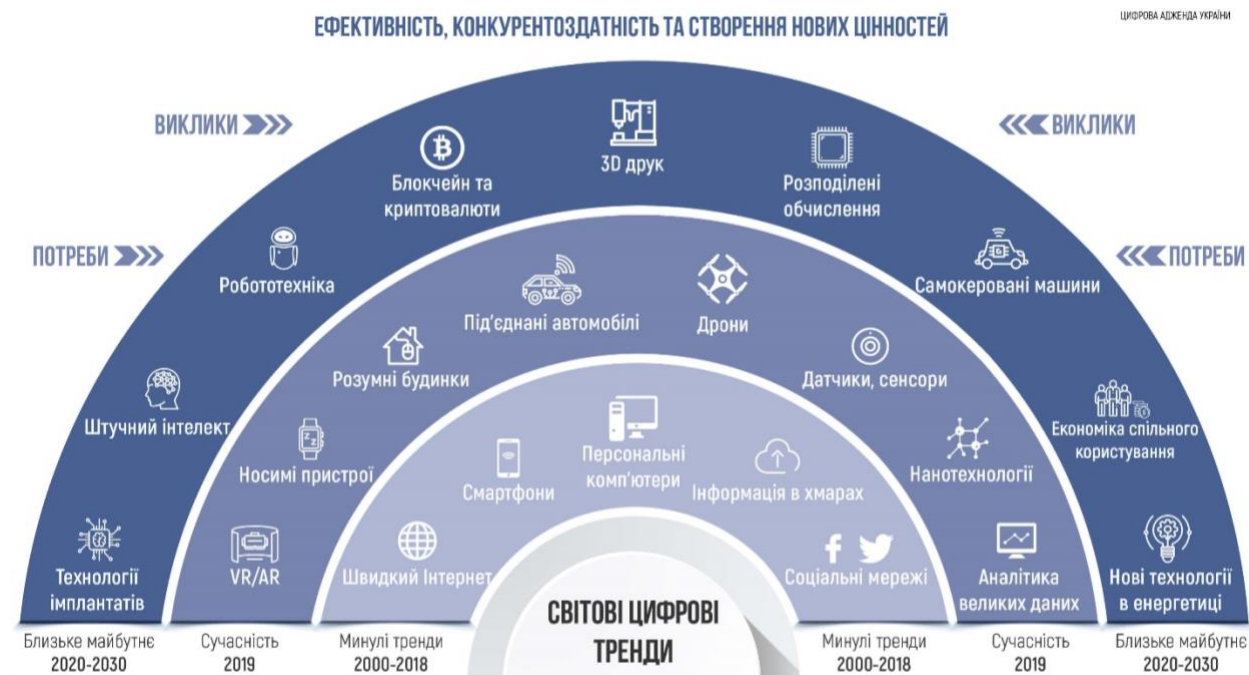 ЕФЕКТИВНІСТЬ, КОНКУРЕНТОЗДАТНІСТЬ ТА СТВОРЕННЯ НОВИХ ЦІННОСТЕЙ
ЦИФРОВА АДЖЕНДА УКРАЇНИ
ВИКЛИКИ
ВИКЛИКИ
ПОТРЕБИ
ПОТРЕБИ
Технології
імплантатів
Штучний інтелект
Робототехніка
Блокчейн та
криптовалюти
3D друк
Розподілені
обчислення
Самокеровані машини
Економіка спільного
користування
Нові технології
в енергетиці
VR/AR
Носимі пристрої
Розумні будинки
Під'єднані автомобілі
Дрони
Датчики, сенсори
Нанотехнології
Аналітика
великих даних
Швидкий Інтернет
Смартфони
Персональні
комп'ютери
Інформація в хмарах
Соціальні мережі
СВІТОВІ ЦИФРОВІ
ТРЕНДИ
Близьке майбутнє
2020-2030
Сучасність
2019
Минулі тренди
2000-2018
Минулі тренди
2000-2018
Сучасність
2019
Близьке майбутнє
2020-2030